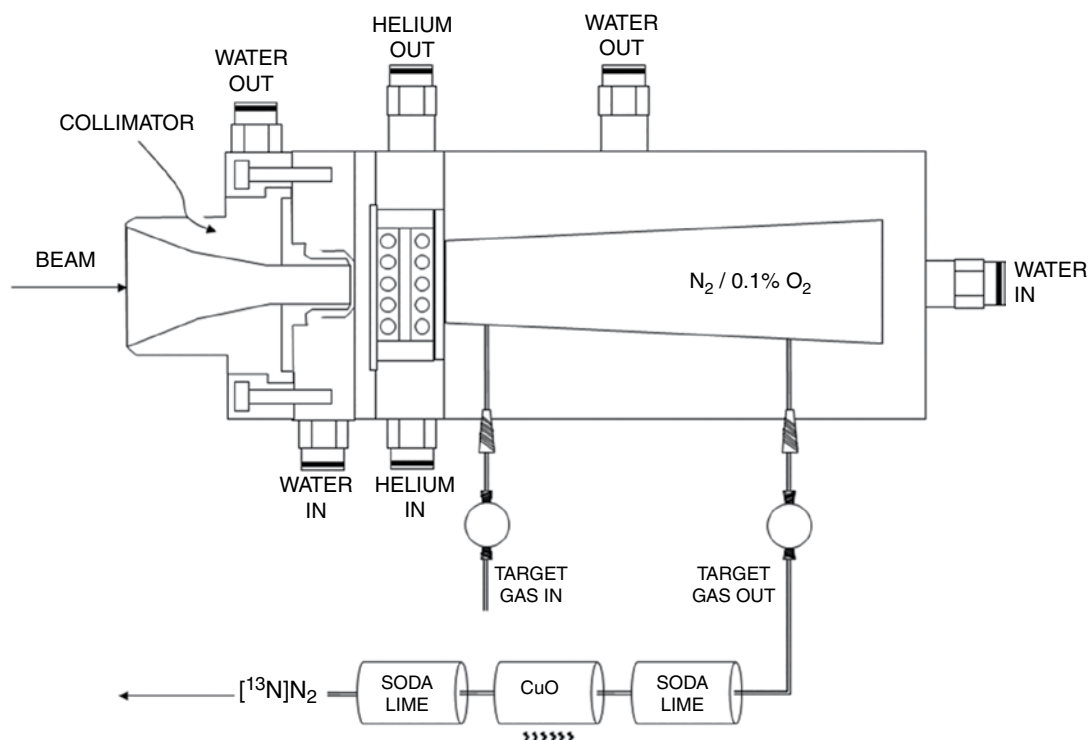 HELIUM
OUT
WATER
OUT
WATER
OUT
COLLIMATOR
BEAM
N₂ / 0.1% O₂
WATER
IN
WATER
IN
HELIUM
IN
TARGET
GAS IN
TARGET
GAS OUT
[¹³N]N₂
SODA
LIME
CuO
SODA
LIME